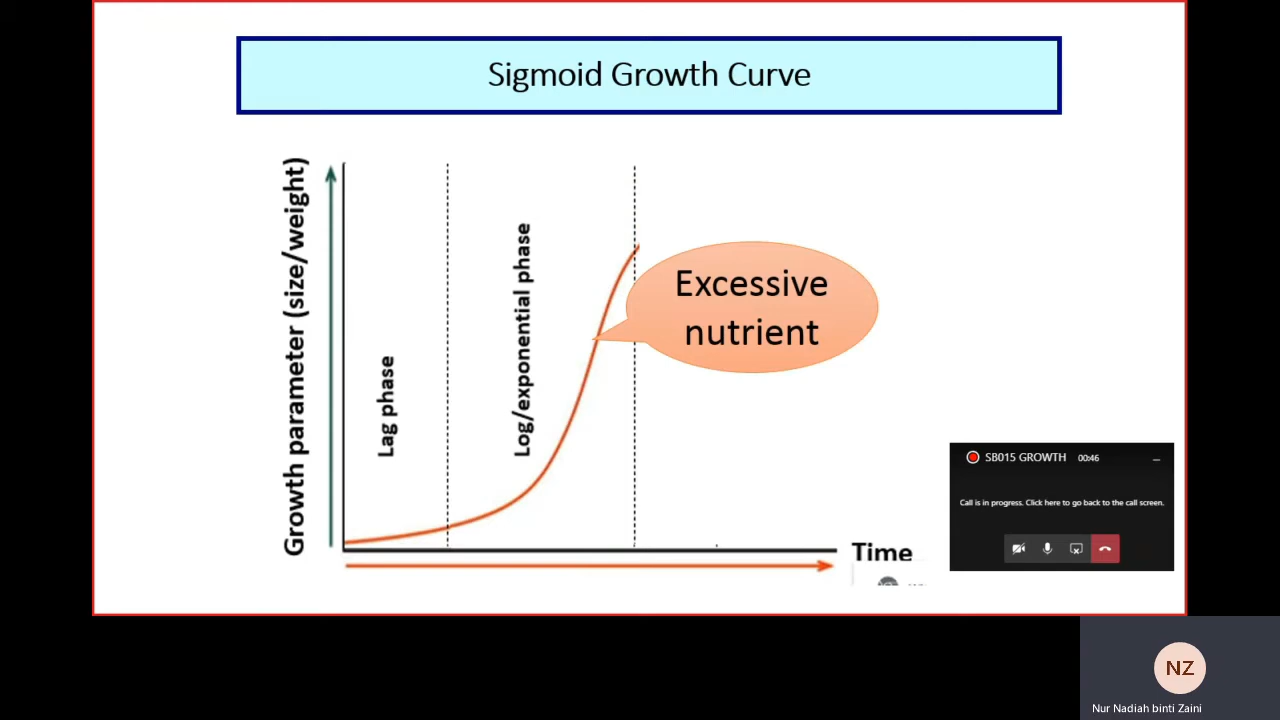 Sigmoid Growth Curve
Growth parameter (size/weight)
Lag phase
Log/exponential phase
Excessive
nutrient
Time
SB015 GROWTH 00:46
Call is in progress. Click here to go back to the call screen.
NZ
Nur Nadiah binti Zaini